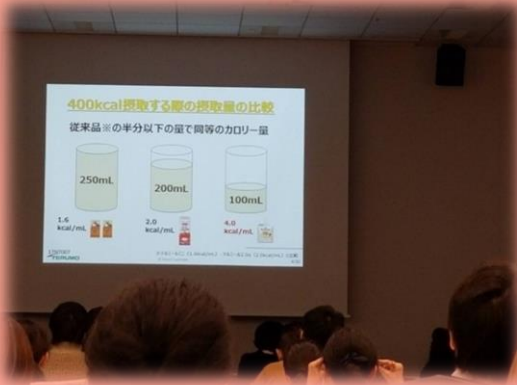 400kcal摂取する際の摂取量の比較
従来品※の半分以下の量で同等のカロリー量
250mL
200mL
100mL
1.6
kcal/mL
2.0
kcal/mL
4.0
kcal/mL
TERUMO